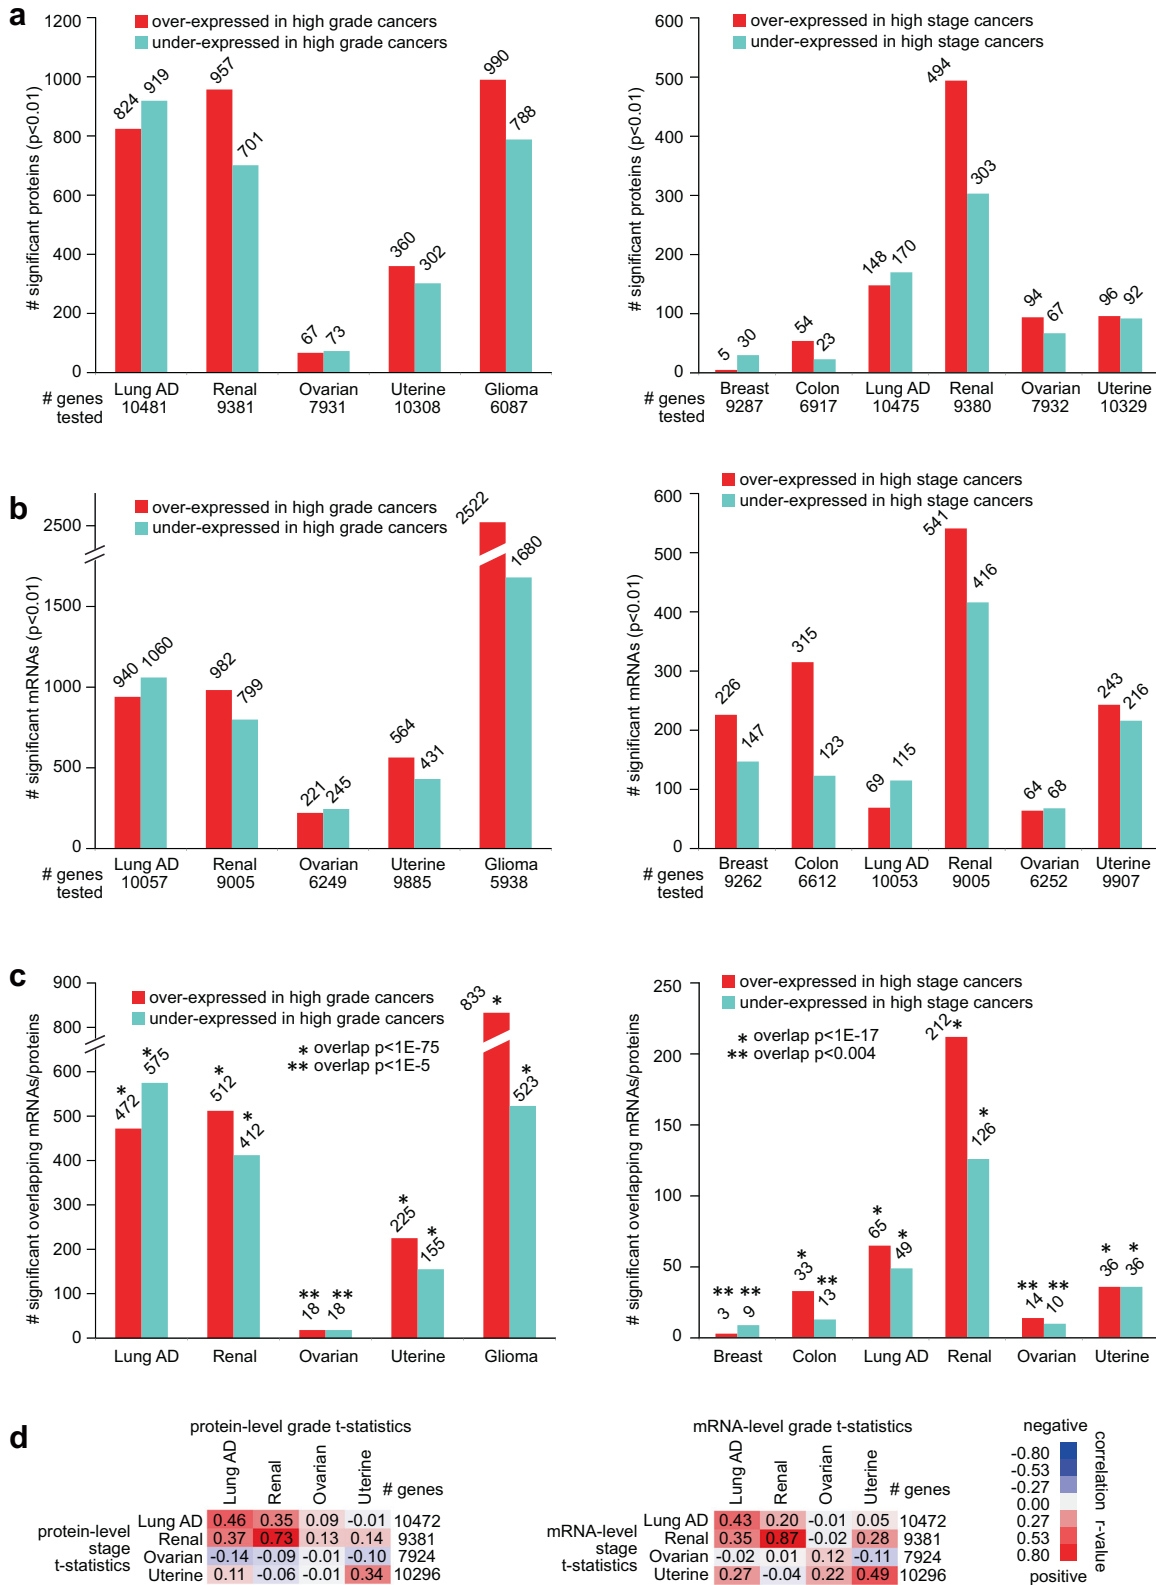 a
over-expressed in high grade cancers
under-expressed in high grade cancers
# significant proteins (p<0.01)
1200
1000
800
600
400
200
0
824 919 957 701 67 73 360 302 990 788
Lung AD Renal Ovarian Uterine Glioma
# genes tested 10481 9381 7931 10308 6087
over-expressed in high stage cancers
under-expressed in high stage cancers
# significant proteins (p<0.01)
600
500
400
300
200
100
0
5 30 54 23 148 170 494 303 94 67 96 92
Breast Colon Lung AD Renal Ovarian Uterine
# genes tested 9287 6917 10475 9380 7932 10329
b
over-expressed in high grade cancers
under-expressed in high grade cancers
# significant mRNAs (p<0.01)
2500
1500
1000
500
0
940 1060 982 799 221 245 564 431 2522 1680
Lung AD Renal Ovarian Uterine Glioma
# genes tested 10057 9005 6249 9885 5938
over-expressed in high stage cancers
under-expressed in high stage cancers
# significant mRNAs (p<0.01)
600
500
400
300
200
100
0
226 147 315 123 69 115 541 416 64 68 243 216
Breast Colon Lung AD Renal Ovarian Uterine
# genes tested 9262 6612 10053 9005 6252 9907
c
over-expressed in high grade cancers
under-expressed in high grade cancers
* overlap p<1E-75
** overlap p<1E-5
# significant overlapping mRNAs/proteins
900
800
600
500
400
300
200
100
0
* * * * ** ** * * * *
472 575 512 412 18 18 225 155 833 523
Lung AD Renal Ovarian Uterine Glioma
over-expressed in high stage cancers
under-expressed in high stage cancers
* overlap p<1E-17
** overlap p<0.004
# significant overlapping mRNAs/proteins
250
200
150
100
50
0
** ** * ** * * * * ** ** * *
3 9 33 13 65 49 212 126 14 10 36 36
Breast Colon Lung AD Renal Ovarian Uterine
d
protein-level grade t-statistics
Lung AD Renal Ovarian Uterine # genes
protein-level stage t-statistics
Lung AD 0.46 0.35 0.09 -0.01 10472
Renal 0.37 0.73 0.13 0.14 9381
Ovarian -0.14 -0.09 -0.01 -0.10 7924
Uterine 0.11 -0.06 -0.01 0.34 10296
mRNA-level grade t-statistics
Lung AD Renal Ovarian Uterine # genes
mRNA-level stage t-statistics
Lung AD 0.43 0.20 -0.01 0.05 10472
Renal 0.35 0.87 -0.02 0.28 9381
Ovarian -0.02 0.01 0.12 -0.11 7924
Uterine 0.27 -0.04 0.22 0.49 10296
negative
-0.80
-0.53
-0.27
0.00
0.27
0.53
0.80
positive
correlation r-value